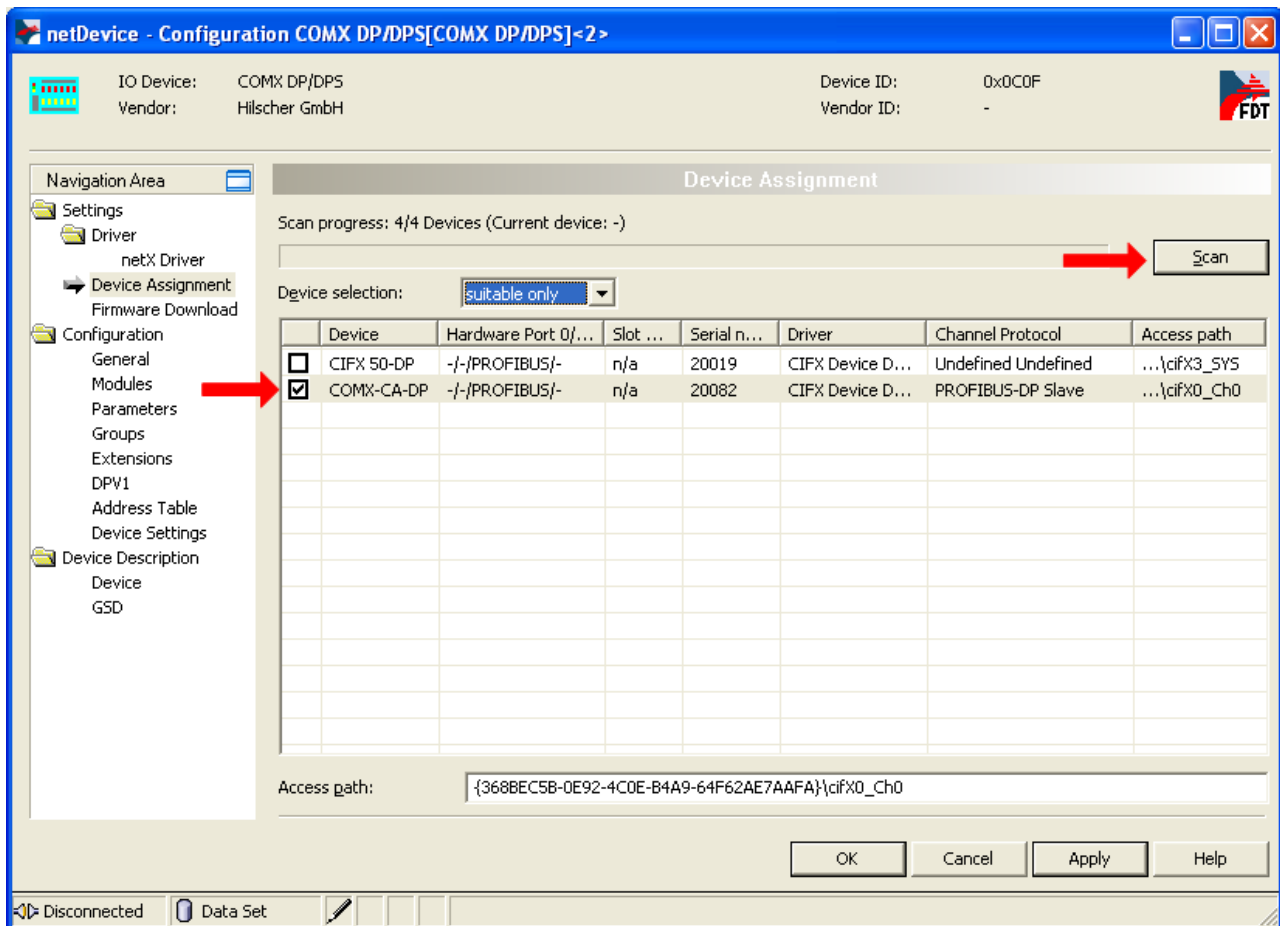 netDevice - Configuration COMX DP/DPS[COMX DP/DPS]<2>
IO Device: COMX DP/DPS Device ID: 0x0C0F
Vendor: Hilscher GmbH Vendor ID: -
FDT
Navigation Area
Settings
Driver
netX Driver
Device Assignment
Firmware Download
Configuration
General
Modules
Parameters
Groups
Extensions
DPV1
Address Table
Device Settings
Device Description
Device
GSD
Device Assignment
Scan progress: 4/4 Devices (Current device: -)
Scan
Device selection: suitable only
Device Hardware Port 0/... Slot ... Serial n... Driver Channel Protocol Access path
CIFX 50-DP -/-/PROFIBUS/- n/a 20019 CIFX Device D... Undefined Undefined ...\cifX3_SYS
COMX-CA-DP -/-/PROFIBUS/- n/a 20082 CIFX Device D... PROFIBUS-DP Slave ...\cifX0_Ch0
Access path: {368BEC5B-0E92-4C0E-B4A9-64F62AE7AAFA}\cifX0_Ch0
OK Cancel Apply Help
Disconnected Data Set